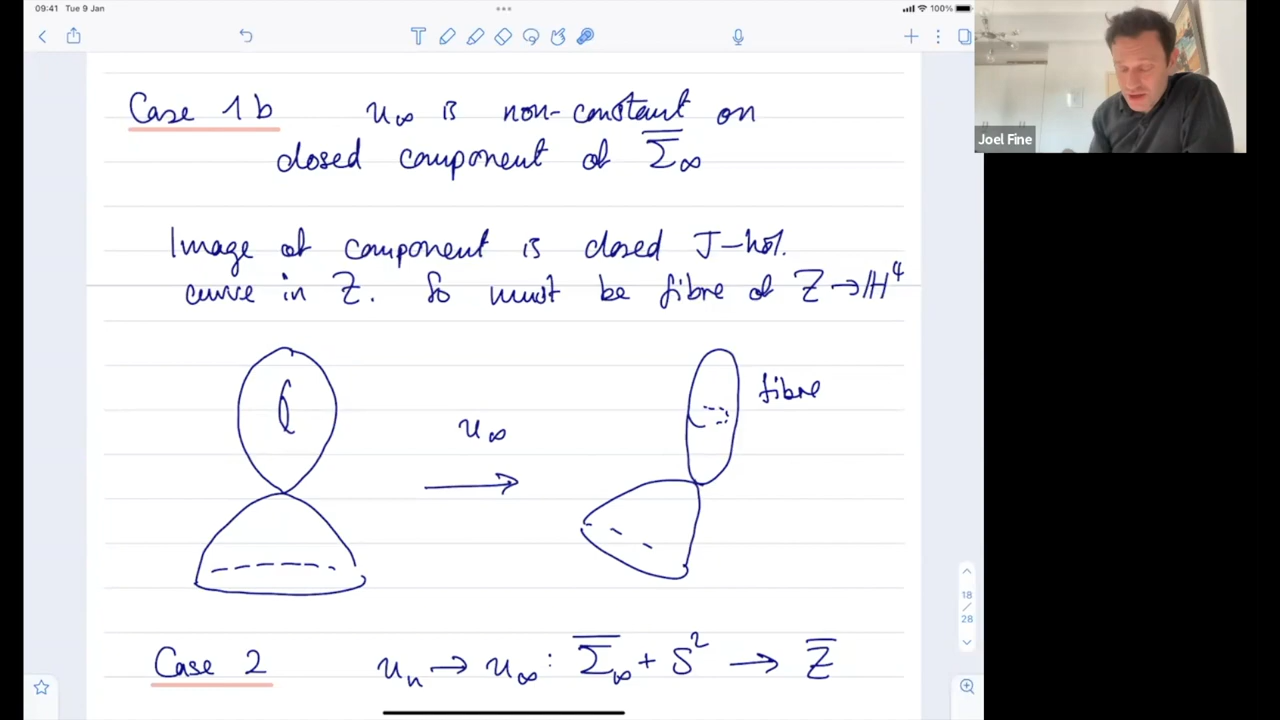 09:41 Tue 9 Jan
100%
Joel Fine
Case 1b u∞ is non-constant on
closed component of Σ̅∞
Image of component is closed J-hol.
curve in Z. So must be fibre of Z → ℍ⁴
fibre
u∞
18
/
28
Case 2 uₙ → u∞ : Σ̅∞ + S² → Z̅